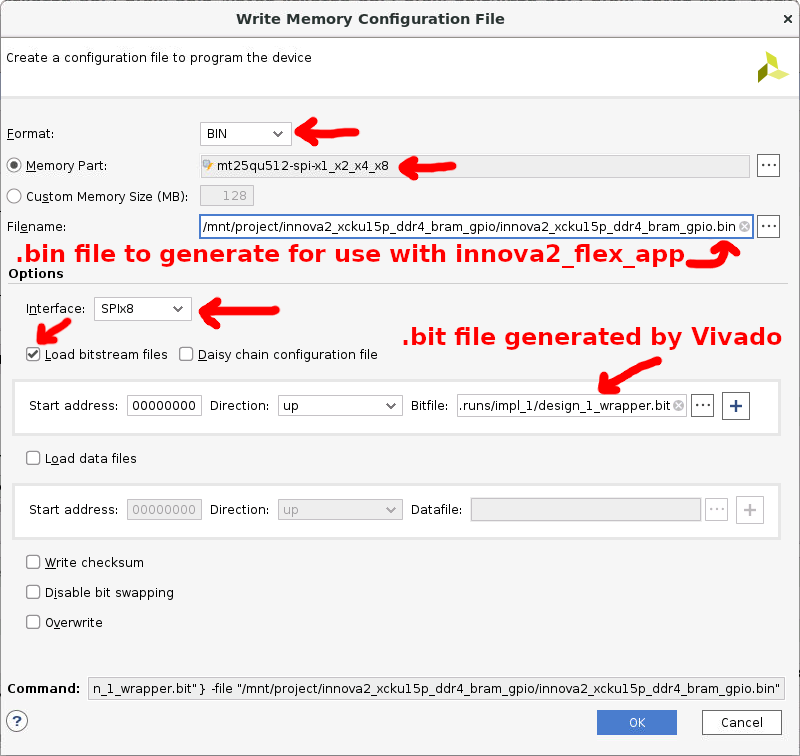 Write Memory Configuration File
Create a configuration file to program the device
Format: BIN
Memory Part: mt25qu512-spi-x1_x2_x4_x8 ...
Custom Memory Size (MB): 128
Filename: /mnt/project/innova2_xcku15p_ddr4_bram_gpio/innova2_xcku15p_ddr4_bram_gpio.bin ...
.bin file to generate for use with innova2_flex_app
Options
Interface: SPIx8
.bit file generated by Vivado
Load bitstream files Daisy chain configuration file
Start address: 00000000 Direction: up Bitfile: .runs/impl_1/design_1_wrapper.bit ... +
Load data files
Start address: 00000000 Direction: up Datafile: ... +
Write checksum
Disable bit swapping
Overwrite
Command: n_1_wrapper.bit"} -file "/mnt/project/innova2_xcku15p_ddr4_bram_gpio/innova2_xcku15p_ddr4_bram_gpio.bin"
? OK Cancel